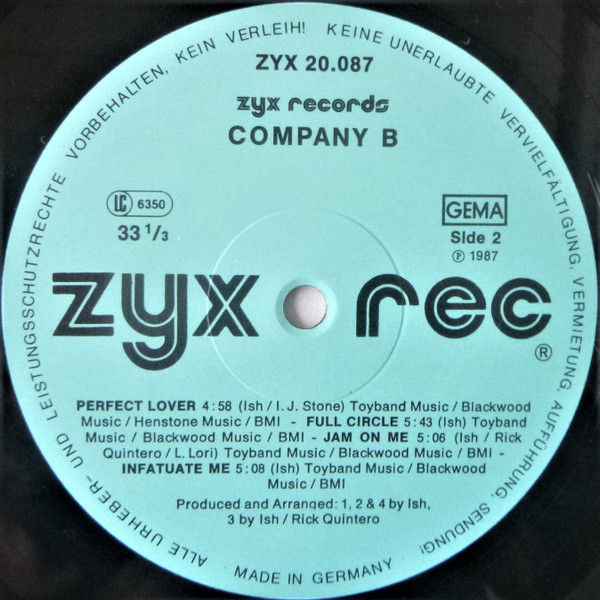 ALLE URHEBER- UND LEISTUNGSSCHUTZRECHTE VORBEHALTEN, KEIN VERLEIH! KEINE UNERLAUBTE VERVIELFÄLTIGUNG, VERMIETUNG, AUFFÜHRUNG, SENDUNG!
ZYX 20.087
zyx records
COMPANY B
LC 6350
GEMA
33 1/3
Side 2
Ⓟ 1987
zyx rec
®
PERFECT LOVER 4:58 (Ish / I. J. Stone) Toyband Music / Blackwood
Music / Henstone Music / BMI - FULL CIRCLE 5:43 (Ish) Toyband
Music / Blackwood Music / BMI - JAM ON ME 5:06 (Ish / Rick
Quintero / L. Lori) Toyband Music / Blackwood Music / BMI -
INFATUATE ME 5:08 (Ish) Toyband Music / Blackwood
Music / BMI
Produced and Arranged: 1, 2 & 4 by Ish,
3 by Ish / Rick Quintero
MADE IN GERMANY